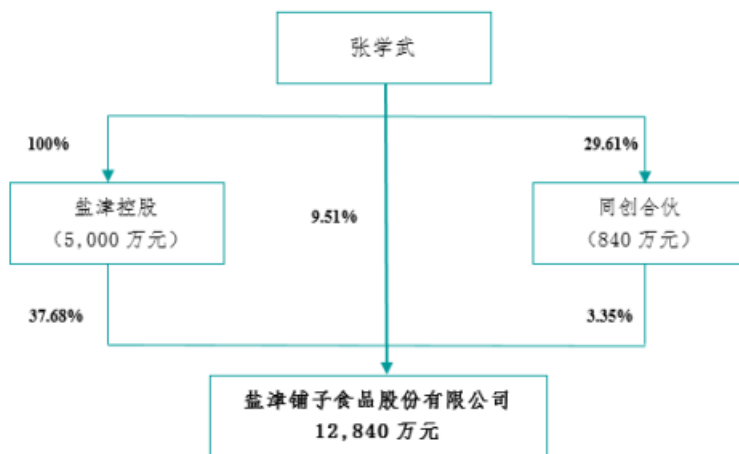 张学武
100%
29.61%
盐津控股
(5,000 万元)
9.51%
同创合伙
(840 万元)
37.68%
3.35%
盐津铺子食品股份有限公司
12,840 万元